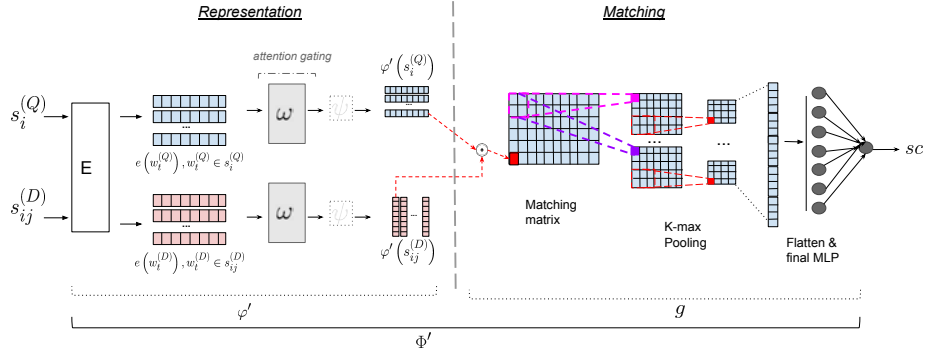 Representation
Matching
attention gating
φ′(s_i^(Q))
s_i^(Q)
E
...
e(w_t^(Q)), w_t^(Q) ∈ s_i^(Q)
ω
ψ
...
s_ij^(D)
...
e(w_t^(D)), w_t^(D) ∈ s_ij^(D)
ω
ψ
...
φ′(s_ij^(D))
Matching
matrix
...
...
K-max
Pooling
Flatten &
final MLP
sc
φ′
g
Φ′